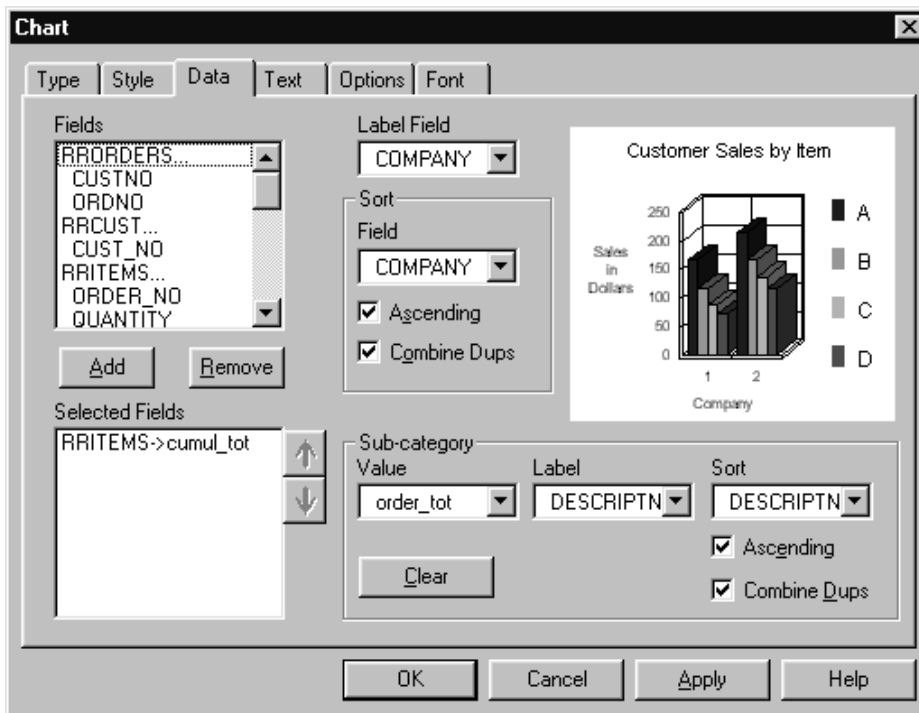 Chart
Type Style Data Text Options Font
Fields
RRORDERS...
CUSTNO
ORDNO
RRCUST...
CUST_NO
RRITEMS...
ORDER_NO
QUANTITY
Add Remove
Selected Fields
RRITEMS->cumul_tot
Label Field
COMPANY
Sort
Field
COMPANY
Ascending
Combine Dups
Customer Sales by Item
250
200
150
100
50
0
Sales
in
Dollars
1 2
Company
A
B
C
D
Sub-category
Value Label Sort
order_tot DESCRIPTN DESCRIPTN
Ascending
Clear
Combine Dups
OK Cancel Apply Help